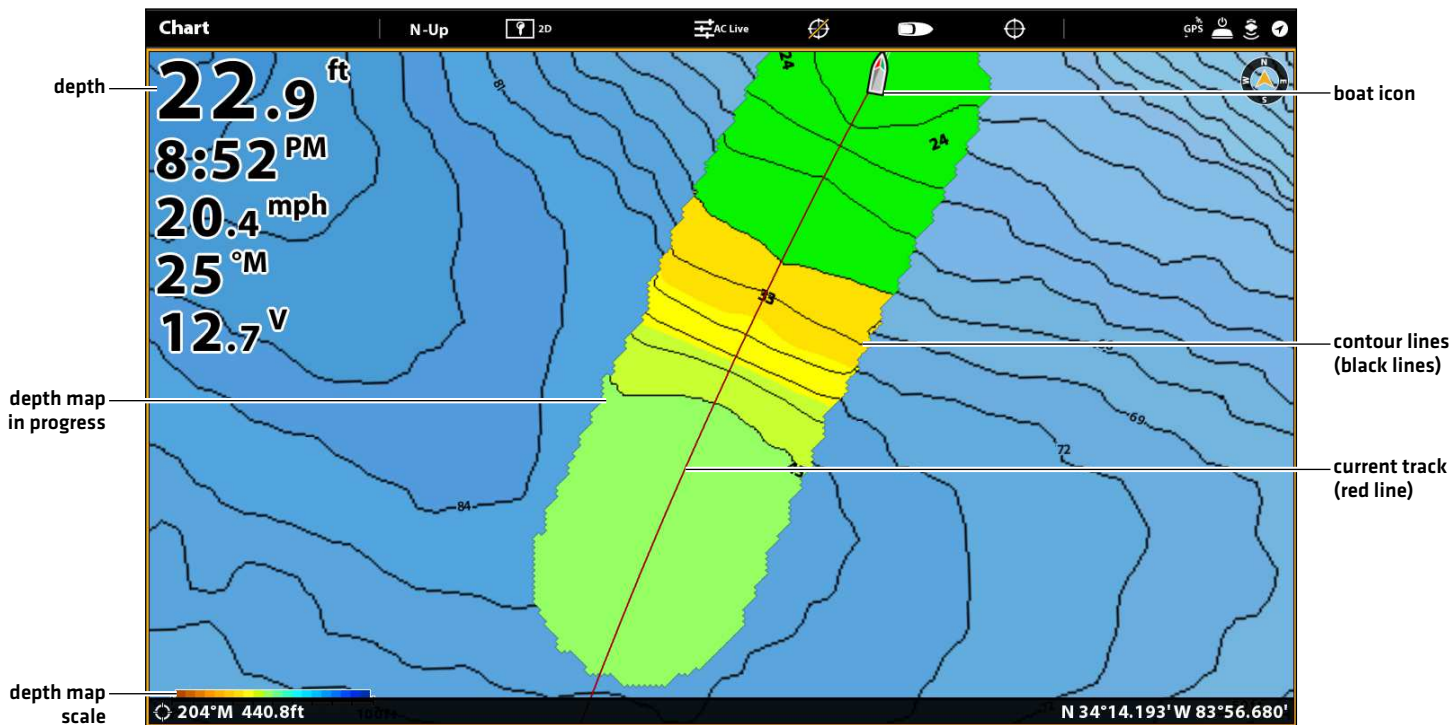 Chart N-Up 2D AC Live GPS
22.9 ft
8:52 PM
20.4 mph
25 °M
12.7 V
depth
boat icon
contour lines
(black lines)
depth map
in progress
current track
(red line)
depth map
scale
81
24
24
33
69
72
84
N
E
S
W
204°M 440.8ft
N 34°14.193' W 83°56.680'